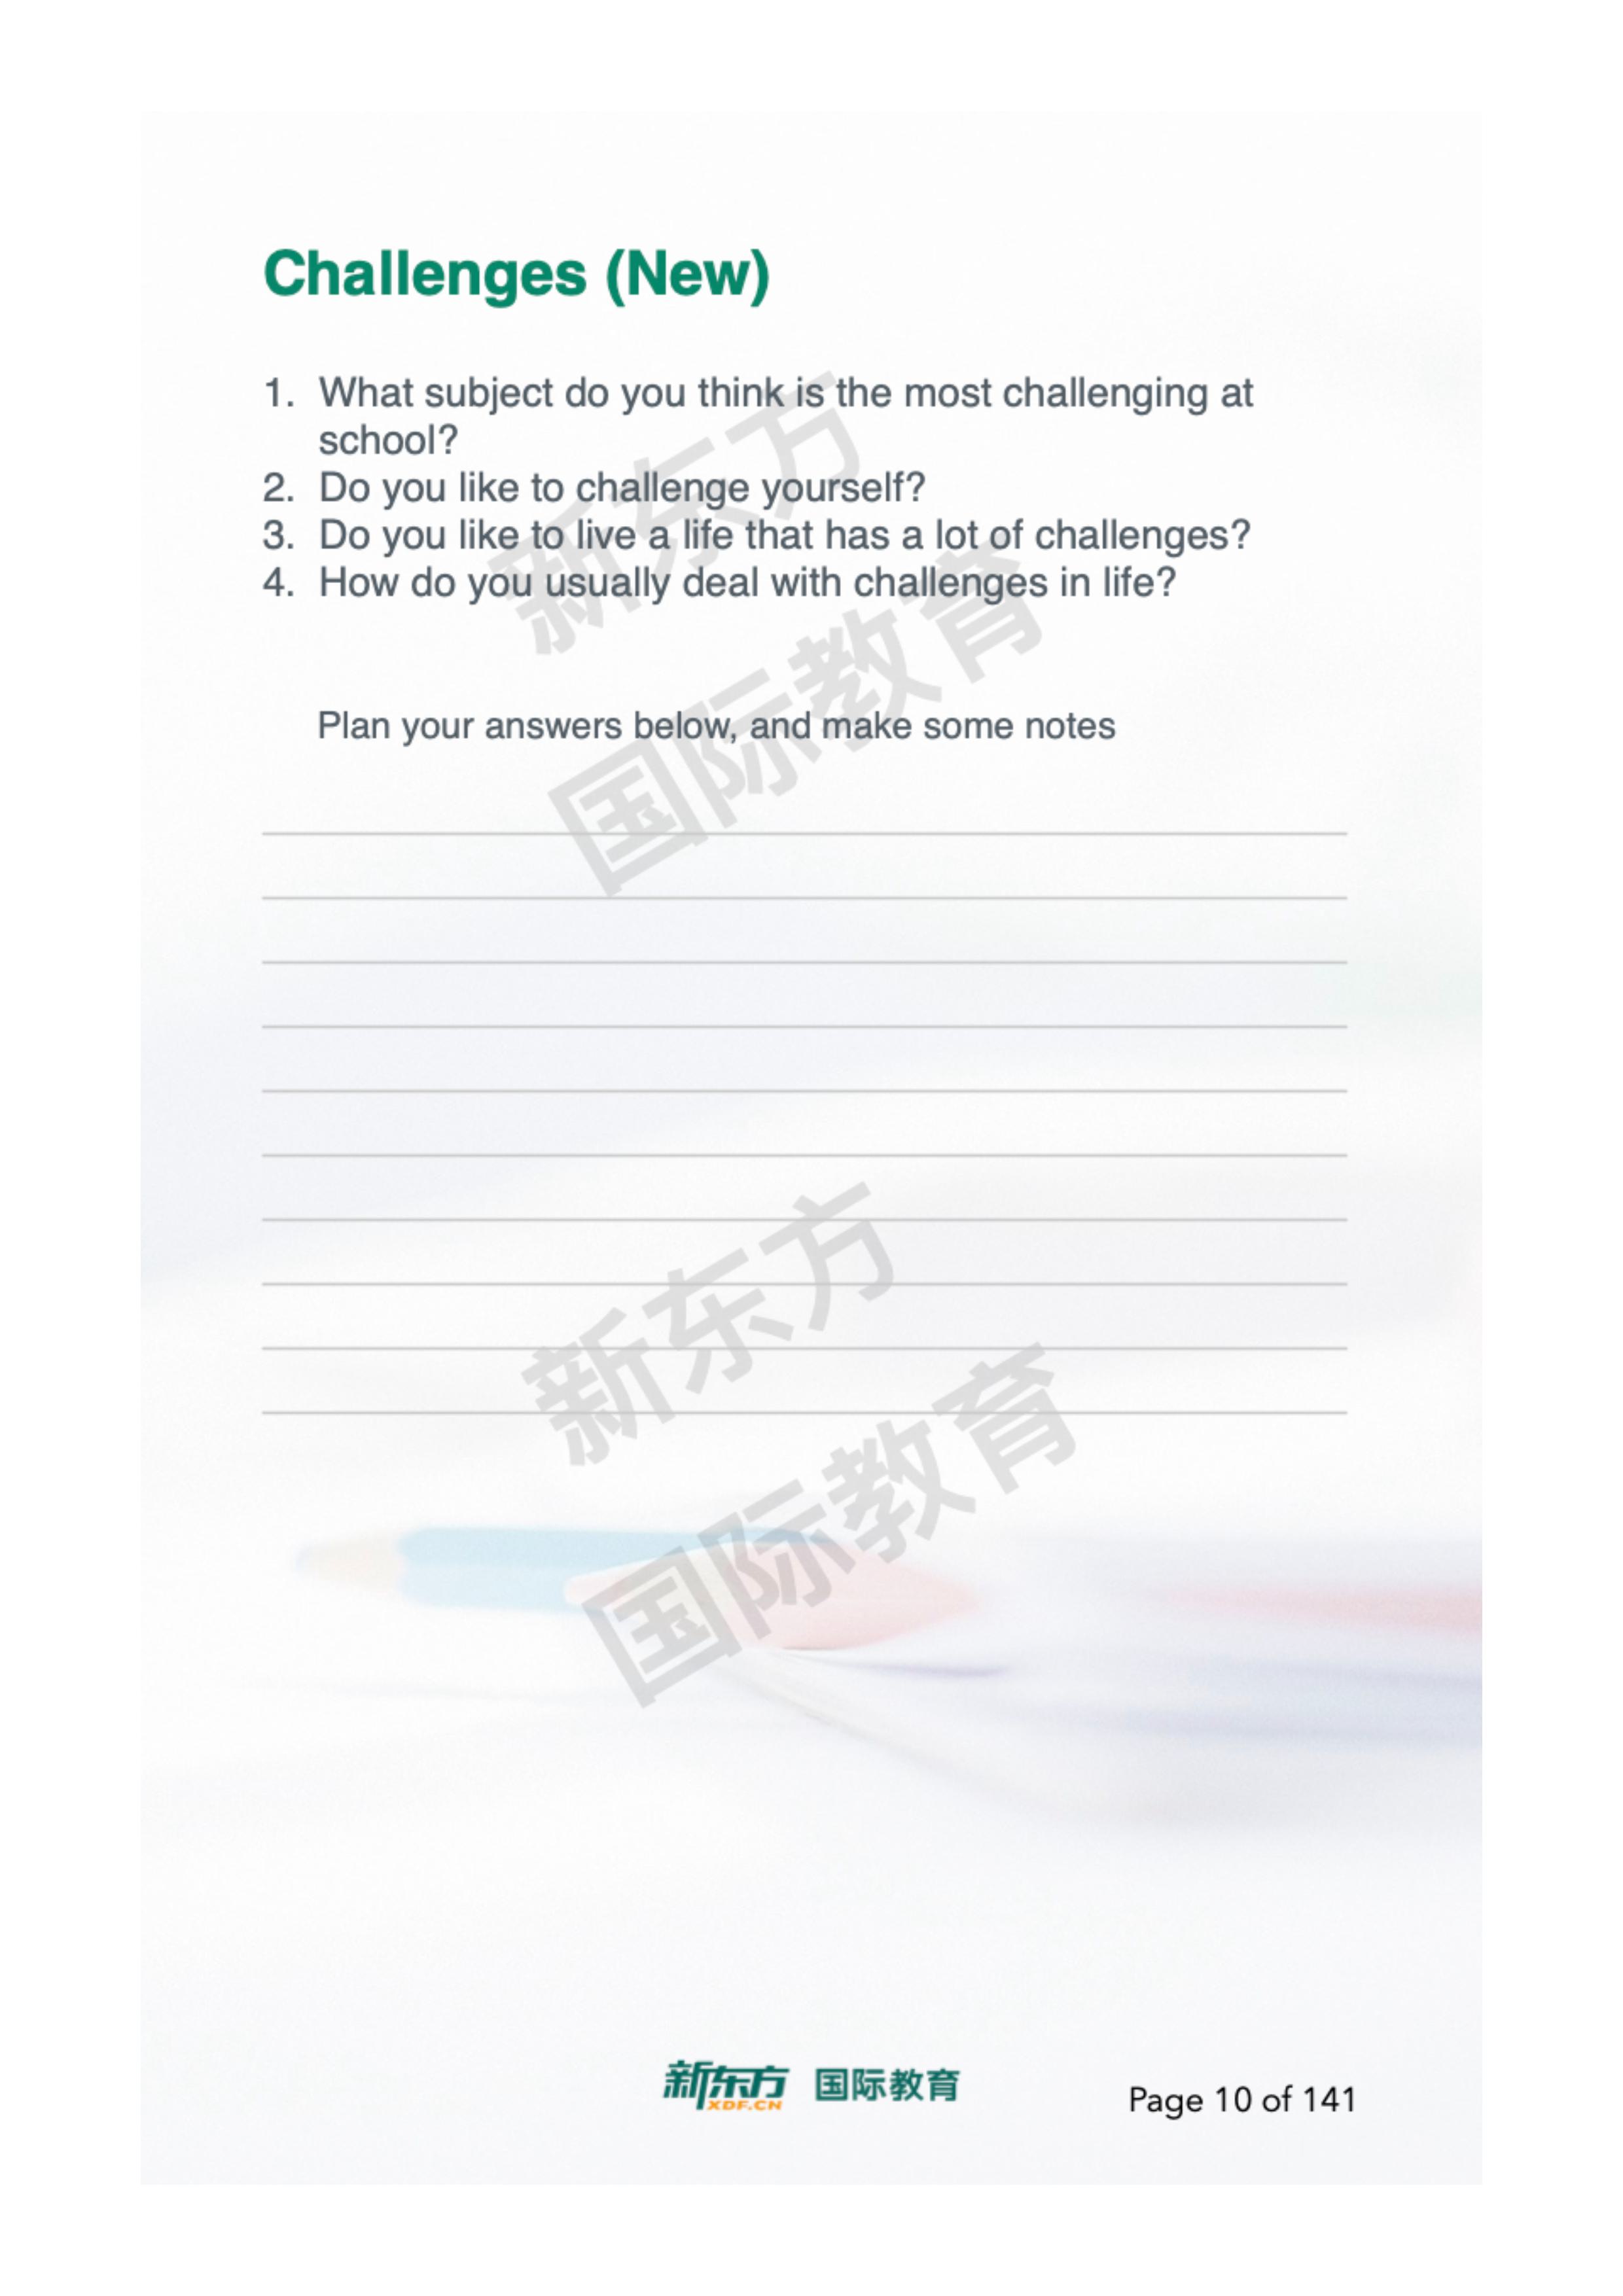 Challenges (New)
1. What subject do you think is the most challenging at
school?
2. Do you like to challenge yourself?
3. Do you like to live a life that has a lot of challenges?
4. How do you usually deal with challenges in life?
Plan your answers below, and make some notes
新东方
国际教育
新东方
国际教育
新东方 国际教育
XDF.CN
Page 10 of 141